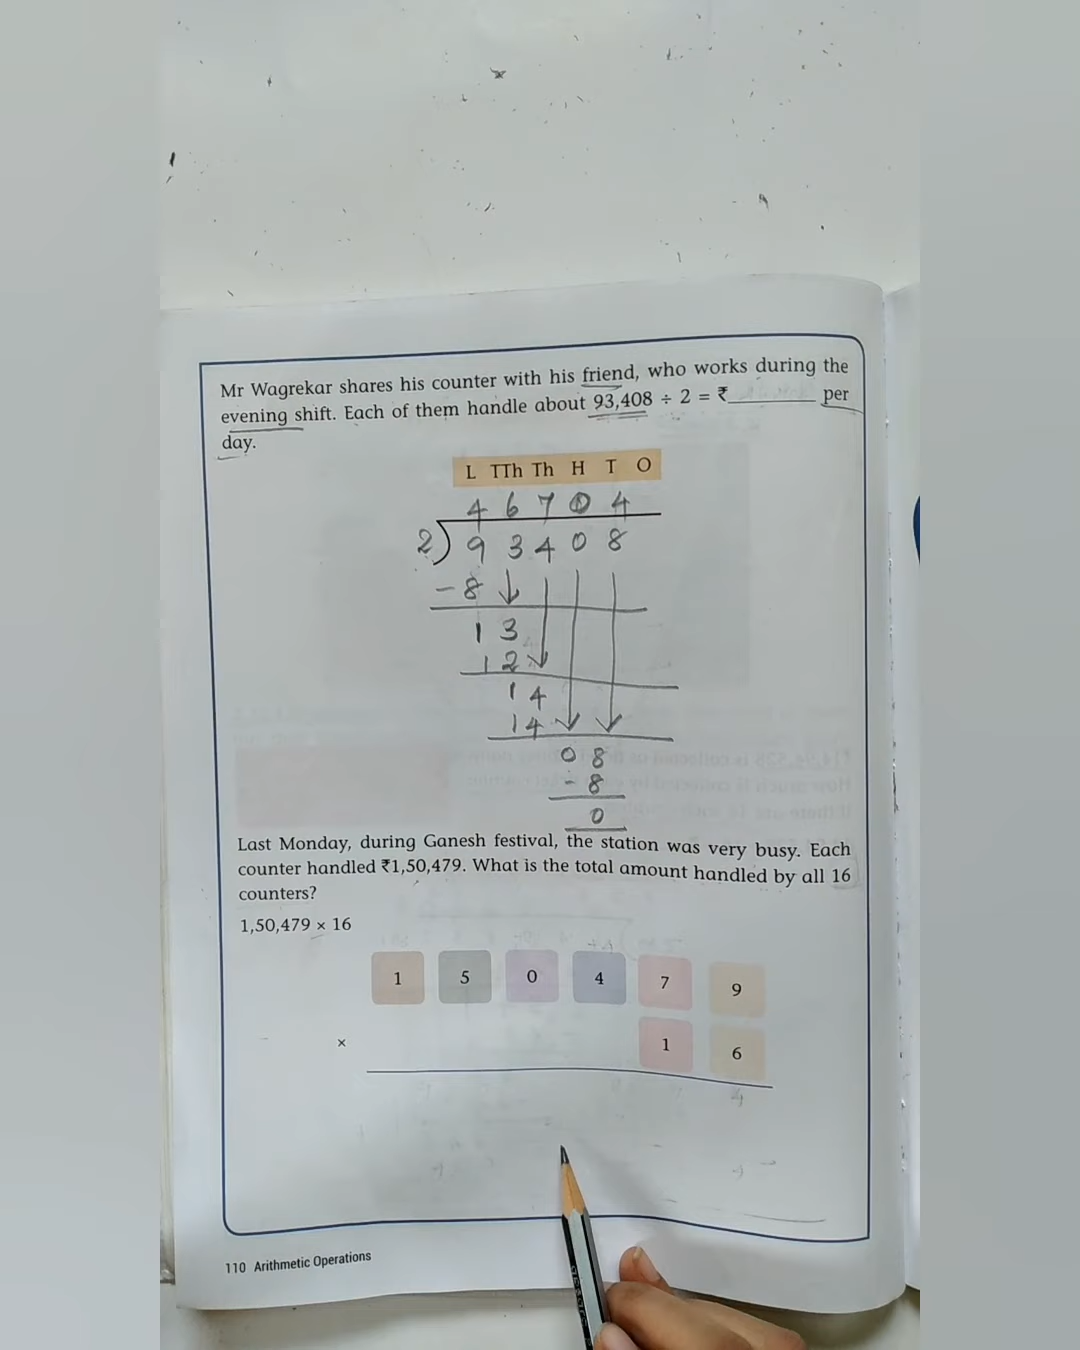 Mr Wagrekar shares his counter with his friend, who works during the
evening shift. Each of them handle about 93,408 ÷ 2 = ₹__________ per
day.
L TTh Th H T O
4 6 7 0 4
2) 9 3 4 0 8
- 8
1 3
1 2
1 4
1 4
0 8
- 8
0
Last Monday, during Ganesh festival, the station was very busy. Each
counter handled ₹1,50,479. What is the total amount handled by all 16
counters?
1,50,479 × 16
1 5 0 4 7 9
× 1 6
110 Arithmetic Operations